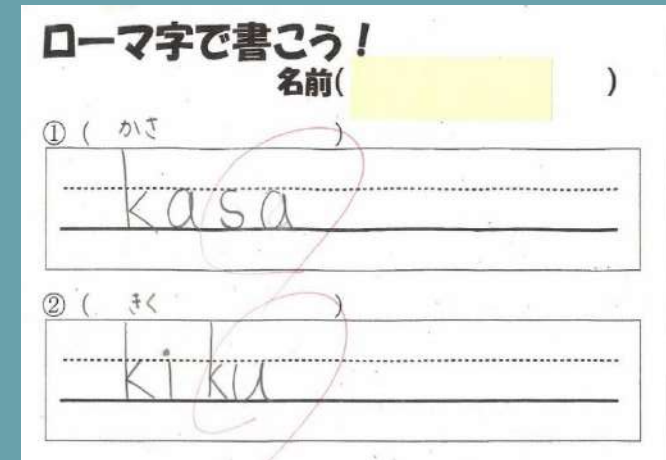 ローマ字で書こう！
名前( )
① ( かさ )
kasa
② ( きく )
kiku